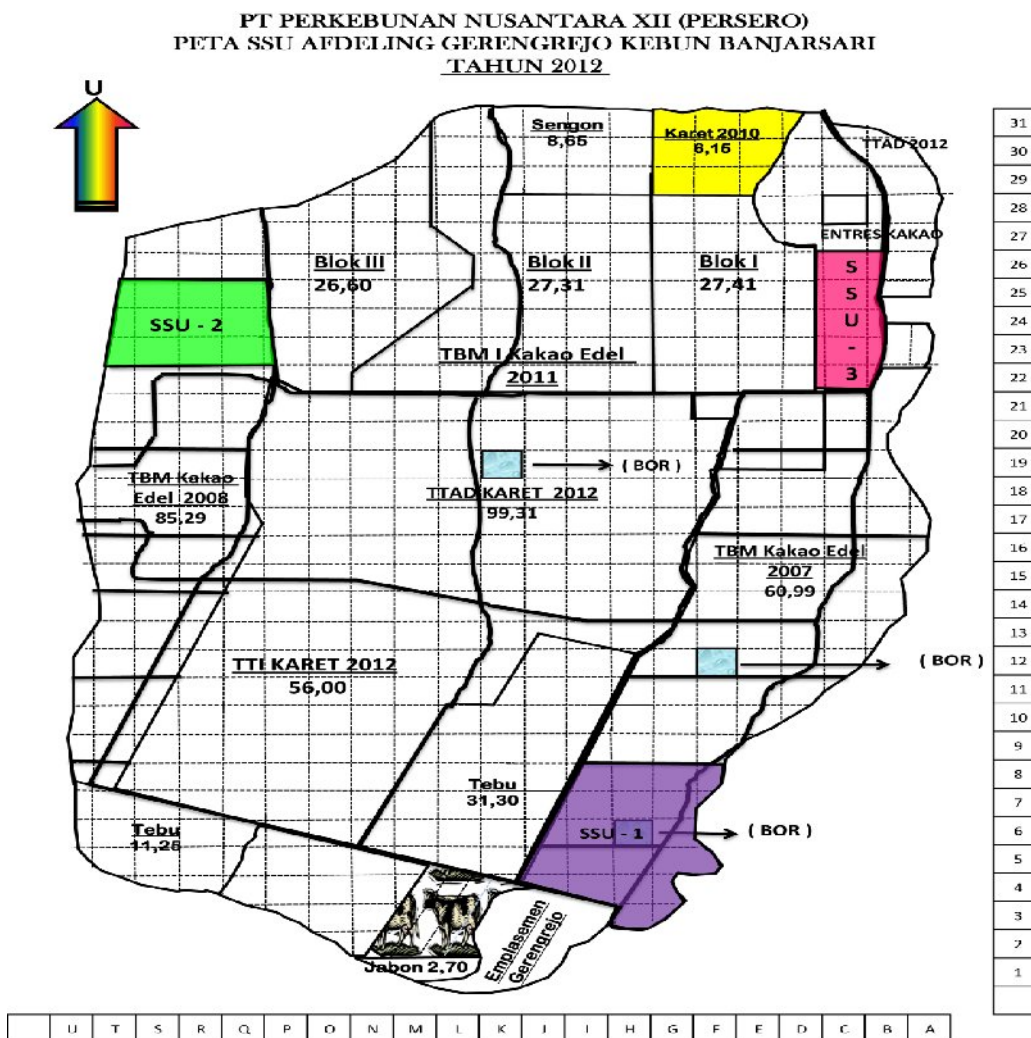 PT PERKEBUNAN NUSANTARA XII (PERSERO)
PETA SSU AFDELING GERENGREJO KEBUN BANJARSARI
TAHUN 2012
U
Sengon
8,65
Karet 2010
8,15
TTAD 2012
ENTRES KAKAO
Blok III
26,60
Blok II
27,31
Blok I
27,41
SSU - 3
SSU - 2
TBM I Kakao Edel
2011
( BOR )
TBM Kakao
Edel 2008
85,29
TTAD KARET 2012
99,31
TBM Kakao Edel
2007
60,99
( BOR )
TTI KARET 2012
56,00
Tebu
31,30
Tebu
11,25
SSU - 1
( BOR )
Jabon 2,70
Emplasemen
Gerengrejo
31
30
29
28
27
26
25
24
23
22
21
20
19
18
17
16
15
14
13
12
11
10
9
8
7
6
5
4
3
2
1
U T S R Q P O N M L K J I H G F E D C B A